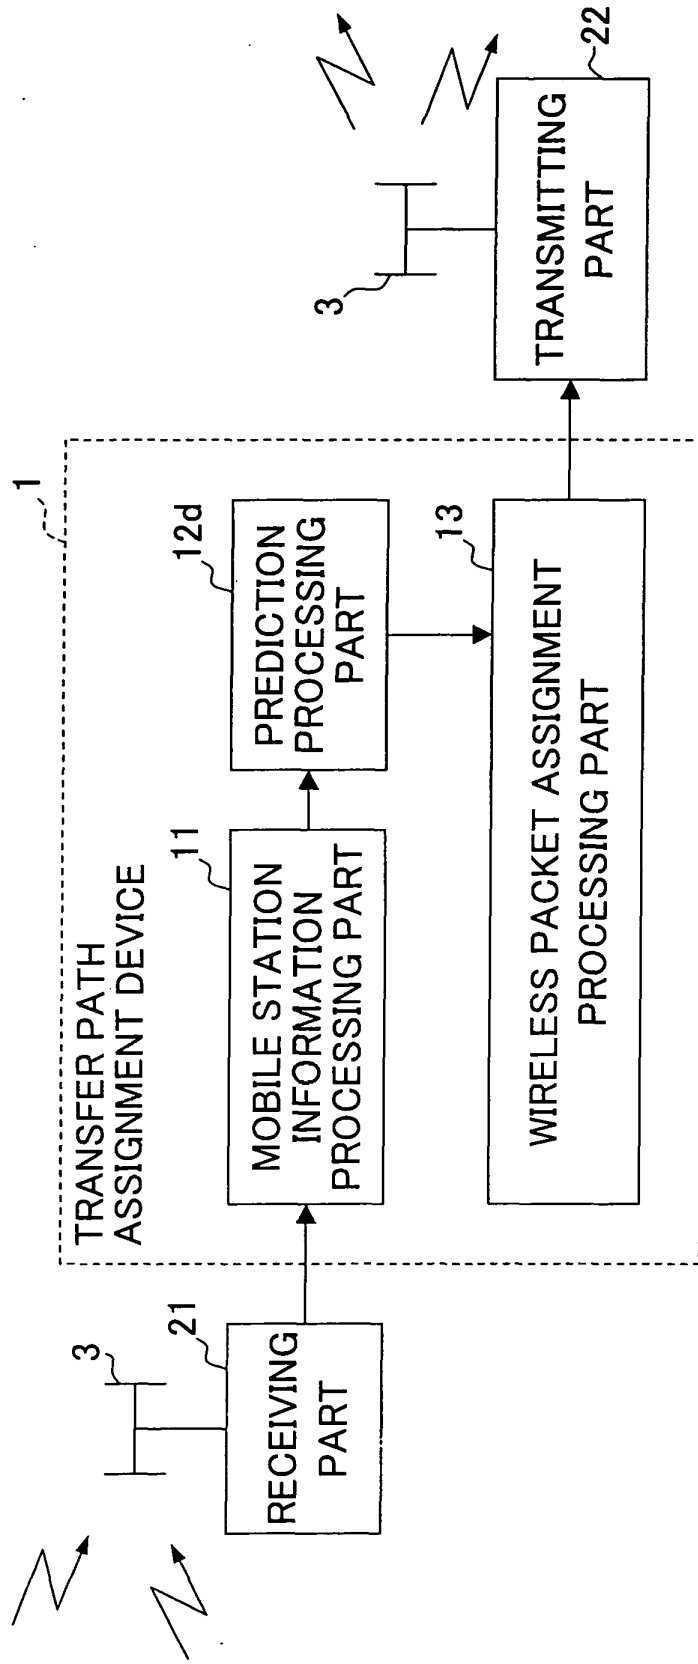 1
TRANSFER PATH
ASSIGNMENT DEVICE
3
21
RECEIVING
PART
11
MOBILE STATION
INFORMATION
PROCESSING PART
12d
PREDICTION
PROCESSING
PART
13
WIRELESS PACKET ASSIGNMENT
PROCESSING PART
3
22
TRANSMITTING
PART